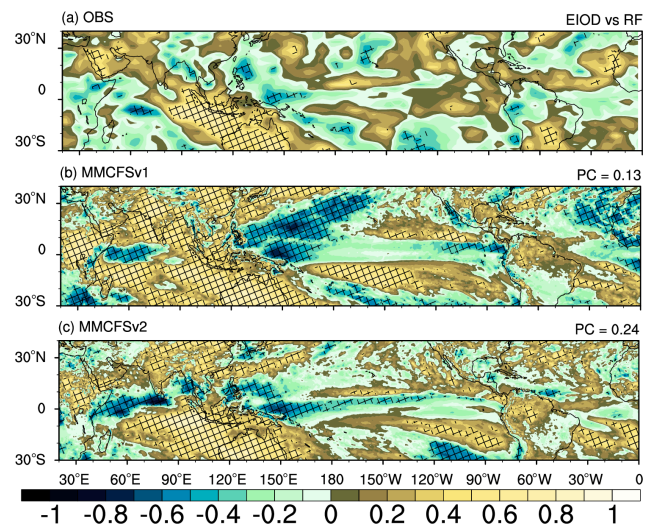 (a) OBS EIOD vs RF
30°N
0
30°S
(b) MMCFSv1 PC = 0.13
30°N
0
30°S
(c) MMCFSv2 PC = 0.24
30°N
0
30°S
30°E 60°E 90°E 120°E 150°E 180°E 150°W 120°W 90°W 60°W 30°W 0
-1 -0.8 -0.6 -0.4 -0.2 0 0.2 0.4 0.6 0.8 1